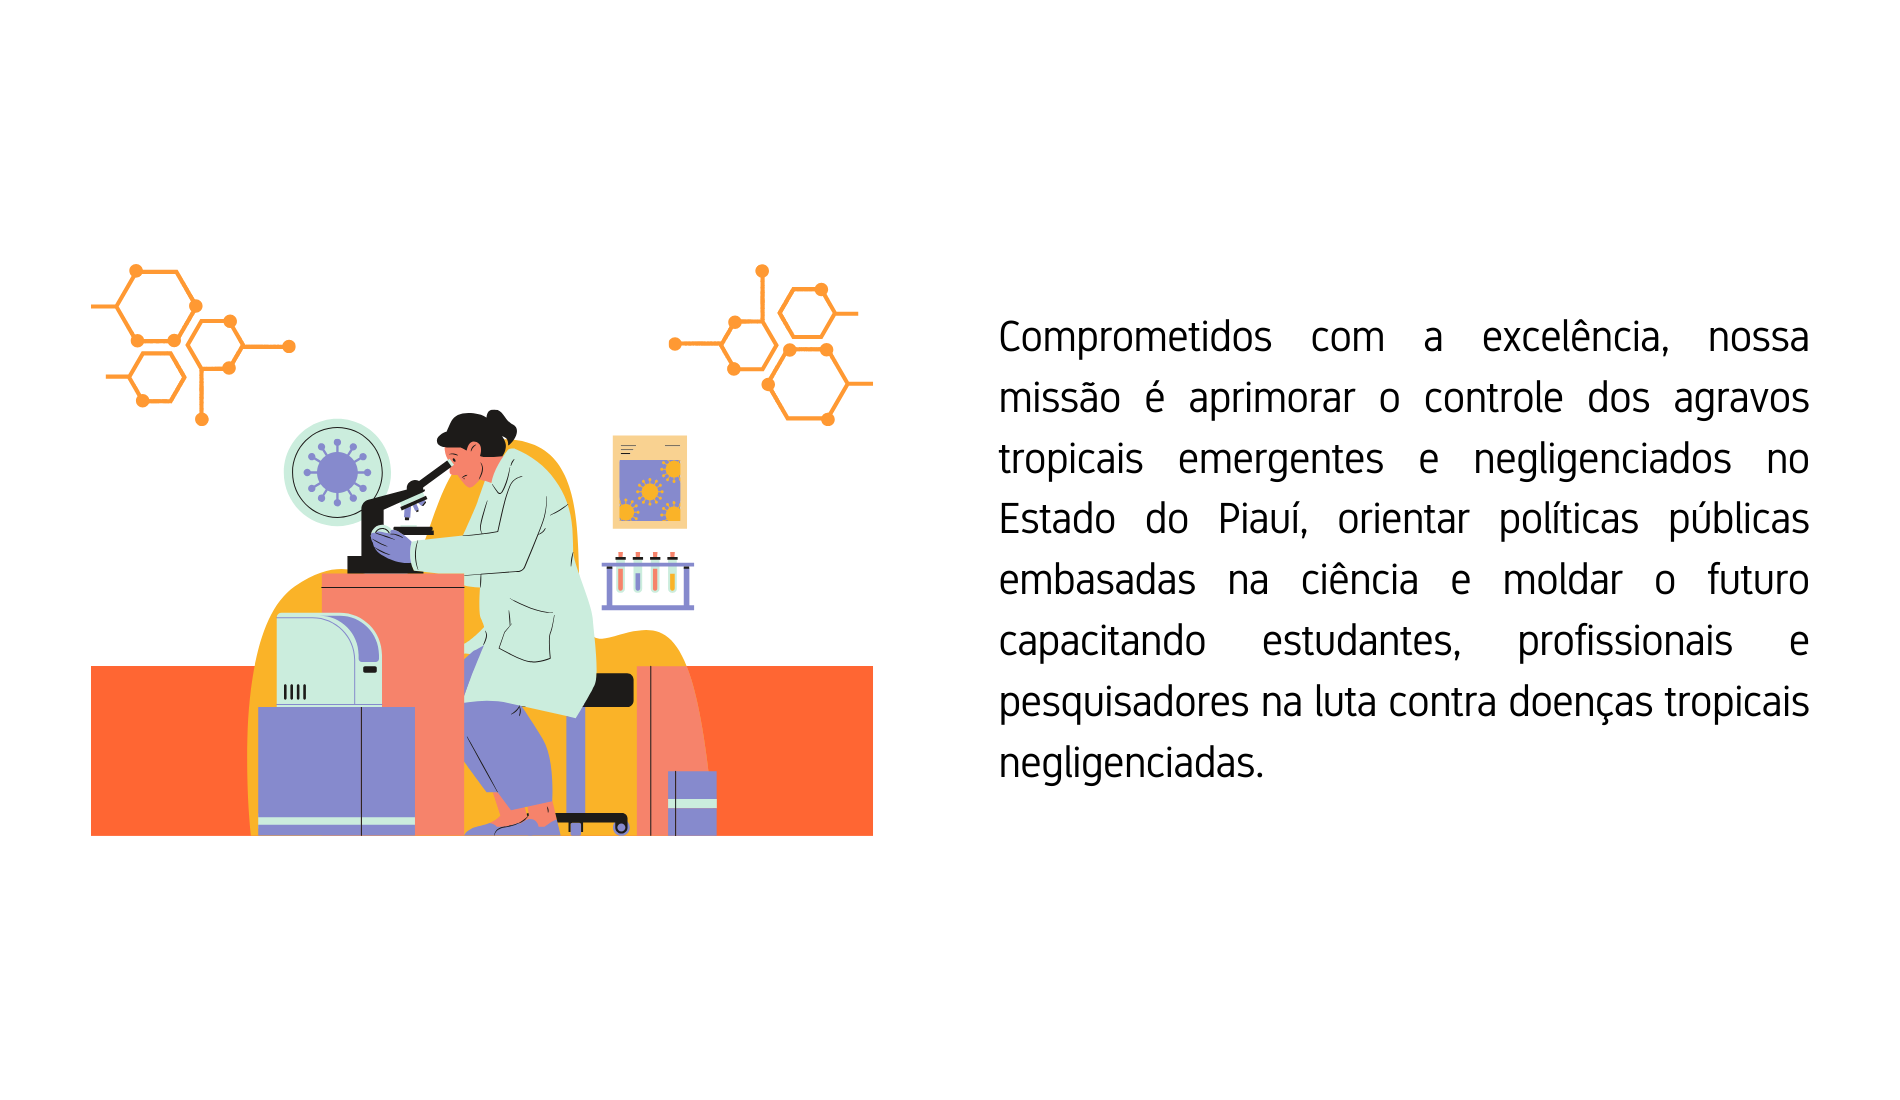 Comprometidos com a excelência, nossa
missão é aprimorar o controle dos agravos
tropicais emergentes e negligenciados no
Estado do Piauí, orientar políticas públicas
embasadas na ciência e moldar o futuro
capacitando estudantes, profissionais e
pesquisadores na luta contra doenças tropicais
negligenciadas.